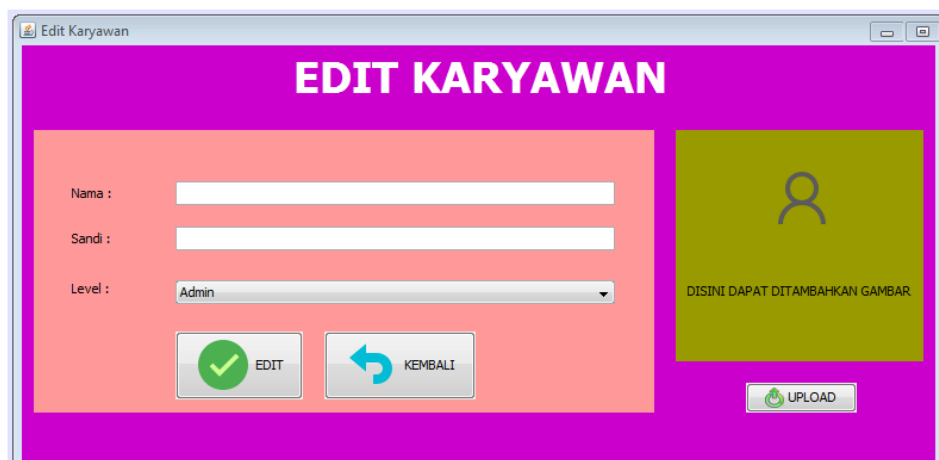 Edit Karyawan
EDIT KARYAWAN
Nama :
Sandi :
Level :
Admin
DISINI DAPAT DITAMBAHKAN GAMBAR
EDIT
KEMBALI
UPLOAD